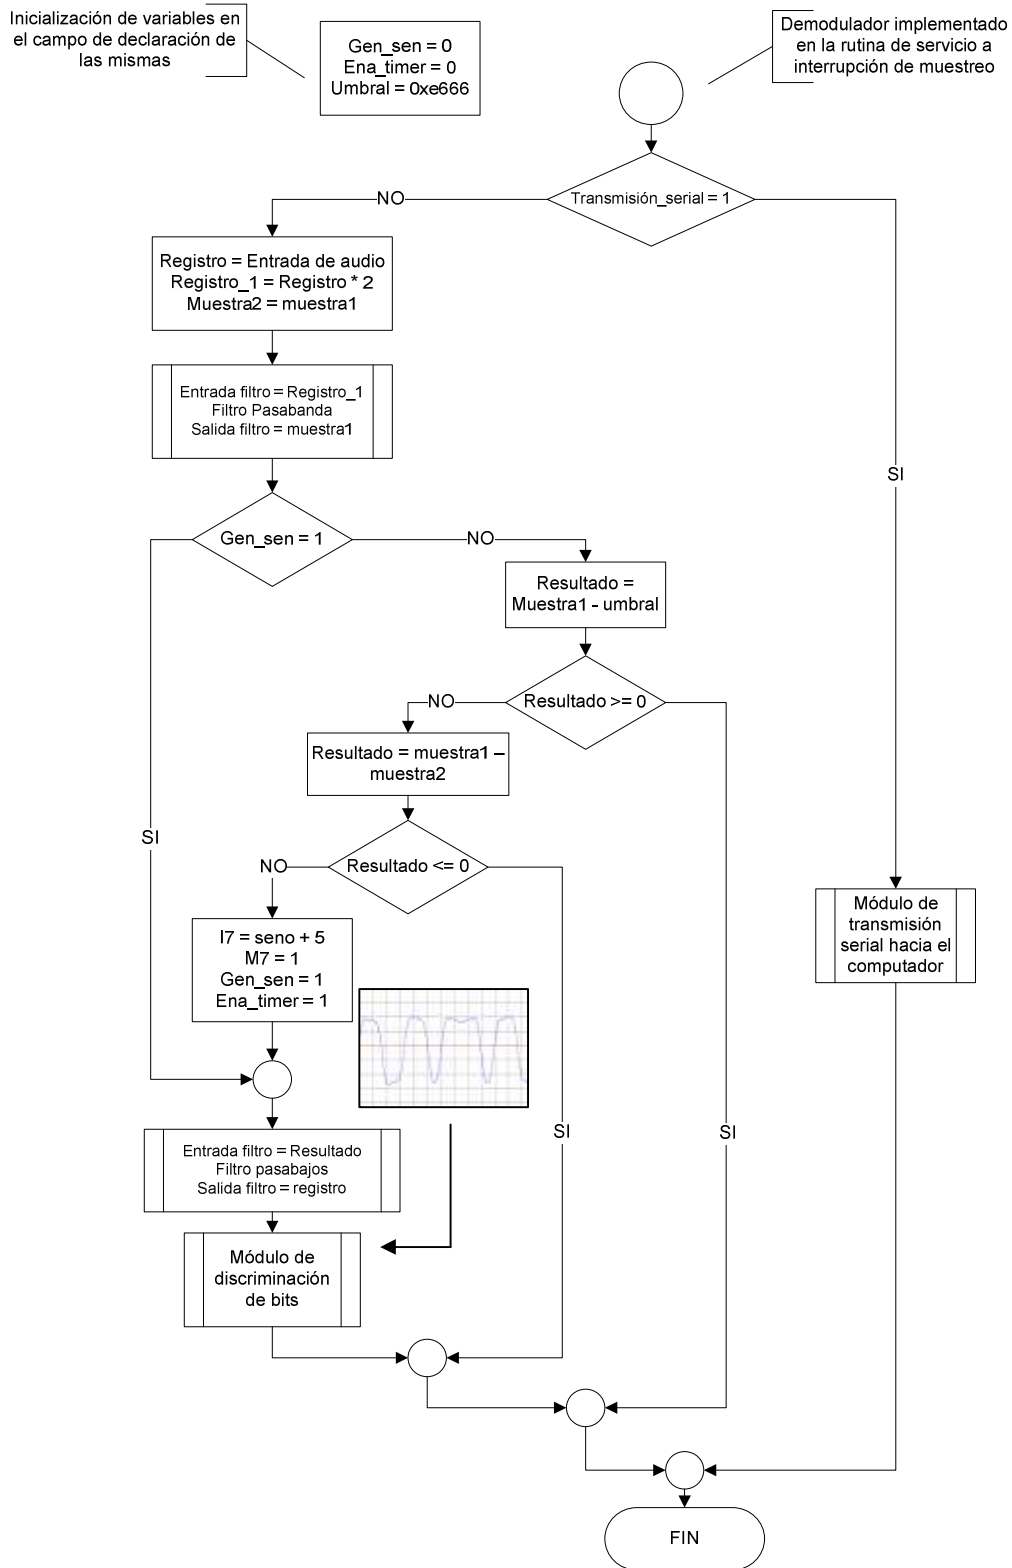 Inicialización de variables en
el campo de declaración de
las mismas
Gen_sen = 0
Ena_timer = 0
Umbral = 0xe666
Demodulador implementado
en la rutina de servicio a
interrupción de muestreo
Transmisión_serial = 1
NO
Registro = Entrada de audio
Registro_1 = Registro * 2
Muestra2 = muestra1
Entrada filtro = Registro_1
Filtro Pasabanda
Salida filtro = muestra1
SI
Gen_sen = 1
NO
Resultado =
Muestra1 - umbral
Resultado >= 0
NO
Resultado = muestra1 –
muestra2
SI
Resultado <= 0
NO
I7 = seno + 5
M7 = 1
Gen_sen = 1
Ena_timer = 1
Módulo de
transmisión
serial hacia el
computador
SI
SI
Entrada filtro = Resultado
Filtro pasabajos
Salida filtro = registro
Módulo de
discriminación
de bits
FIN